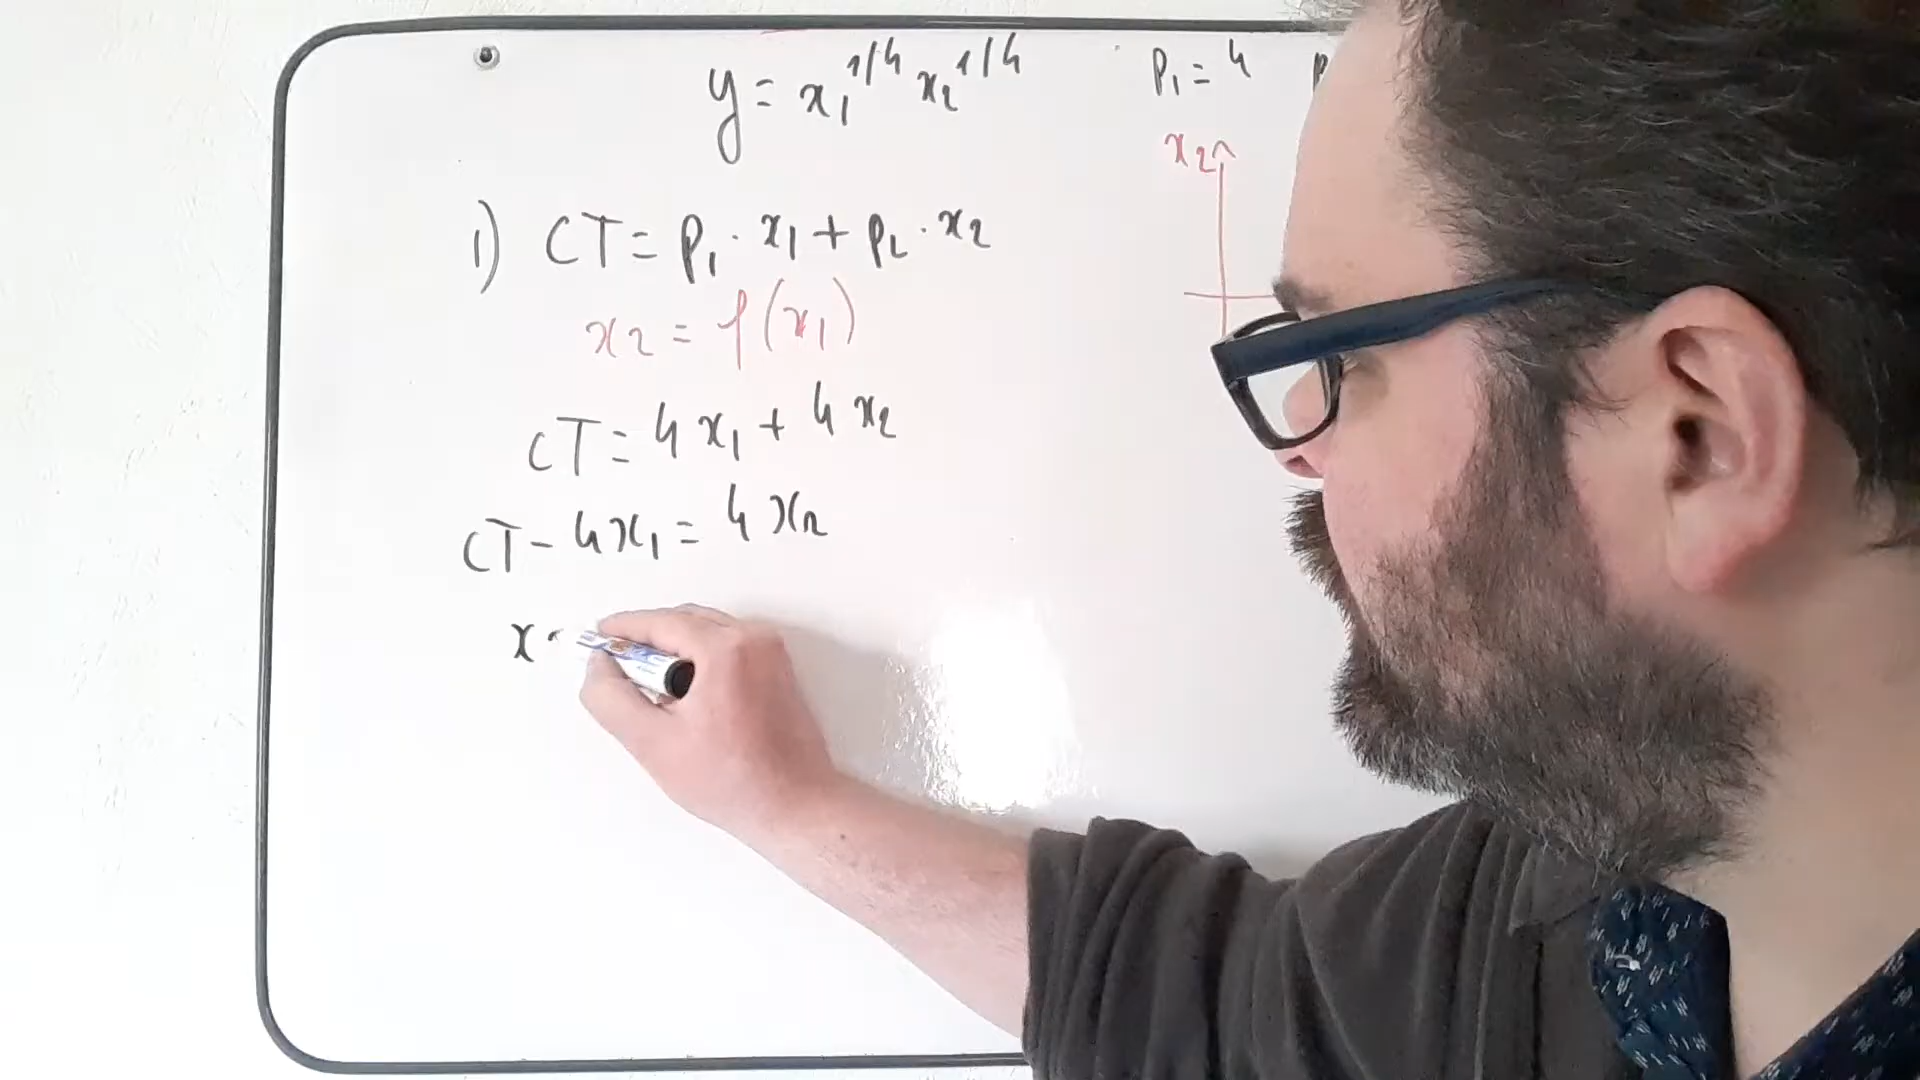 y = x₁^1/4 x₂^1/4
P₁ = 4 P
x₂
1) CT = p₁ · x₁ + p₂ · x₂
x₂ = f(x₁)
CT = 4x₁ + 4x₂
CT - 4x₁ = 4x₂
x